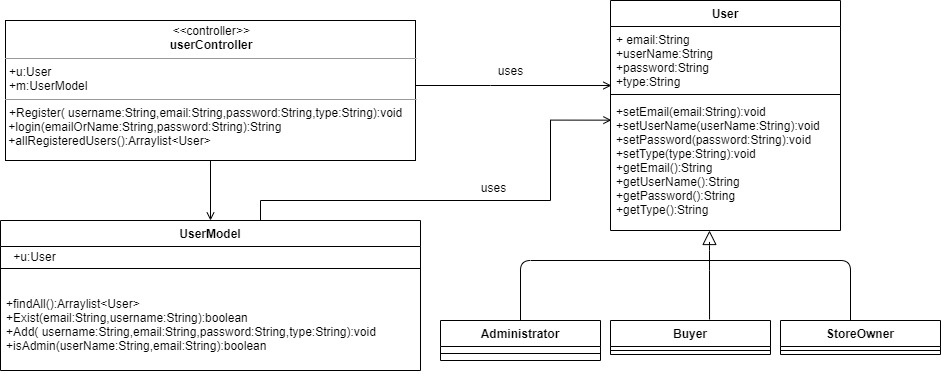 <<controller>>
userController
+u:User
+m:UserModel
+Register( username:String,email:String,password:String,type:String):void
+login(emailOrName:String,password:String):String
+allRegisteredUsers():Arraylist<User>
uses
User
+ email:String
+userName:String
+password:String
+type:String
+setEmail(email:String):void
+setUserName(userName:String):void
+setPassword(password:String):void
+setType(type:String):void
+getEmail():String
+getUserName():String
+getPassword():String
+getType():String
uses
UserModel
+u:User
+findAll():Arraylist<User>
+Exist(email:String,username:String):boolean
+Add( username:String,email:String,password:String,type:String):void
+isAdmin(userName:String,email:String):boolean
Administrator
Buyer
StoreOwner